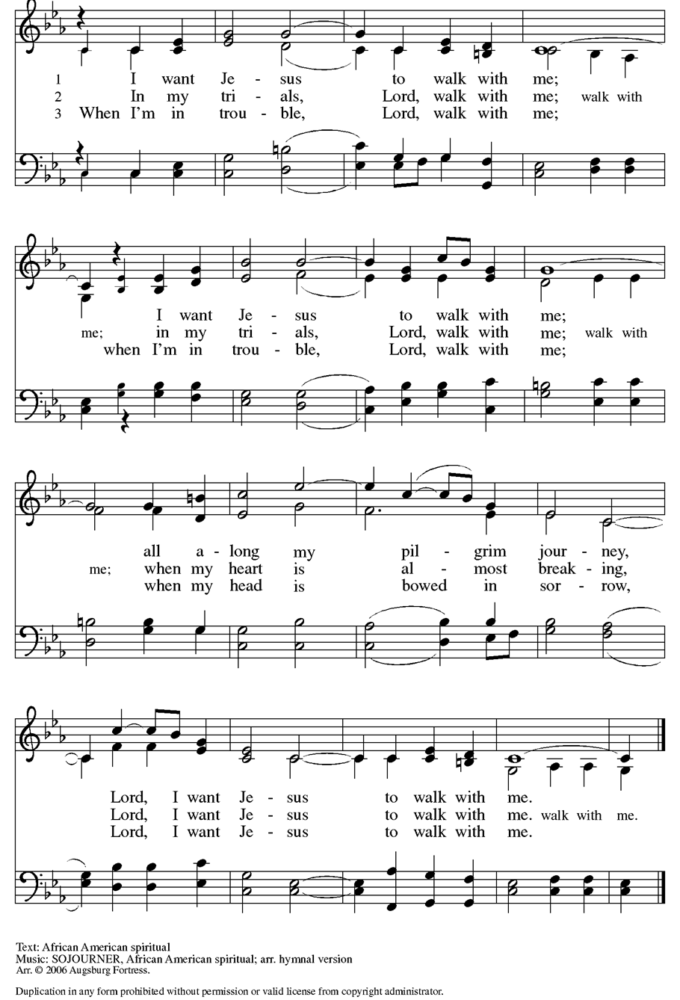 1 I want Je - sus to walk with me;
2 In my tri - als, Lord, walk with me; walk with
3 When I'm in trou - ble, Lord, walk with me;
I want Je - sus to walk with me;
me; in my tri - als, Lord, walk with me; walk with
when I'm in trou - ble, Lord, walk with me;
all a - long my pil - grim jour - ney,
me; when my heart is al - most break - ing,
when my head is bowed in sor - row,
Lord, I want Je - sus to walk with me.
Lord, I want Je - sus to walk with me. walk with me.
Lord, I want Je - sus to walk with me.
Text: African American spiritual
Music: SOJOURNER, African American spiritual; arr. hymnal version
Arr. © 2006 Augsburg Fortress.
Duplication in any form prohibited without permission or valid license from copyright administrator.